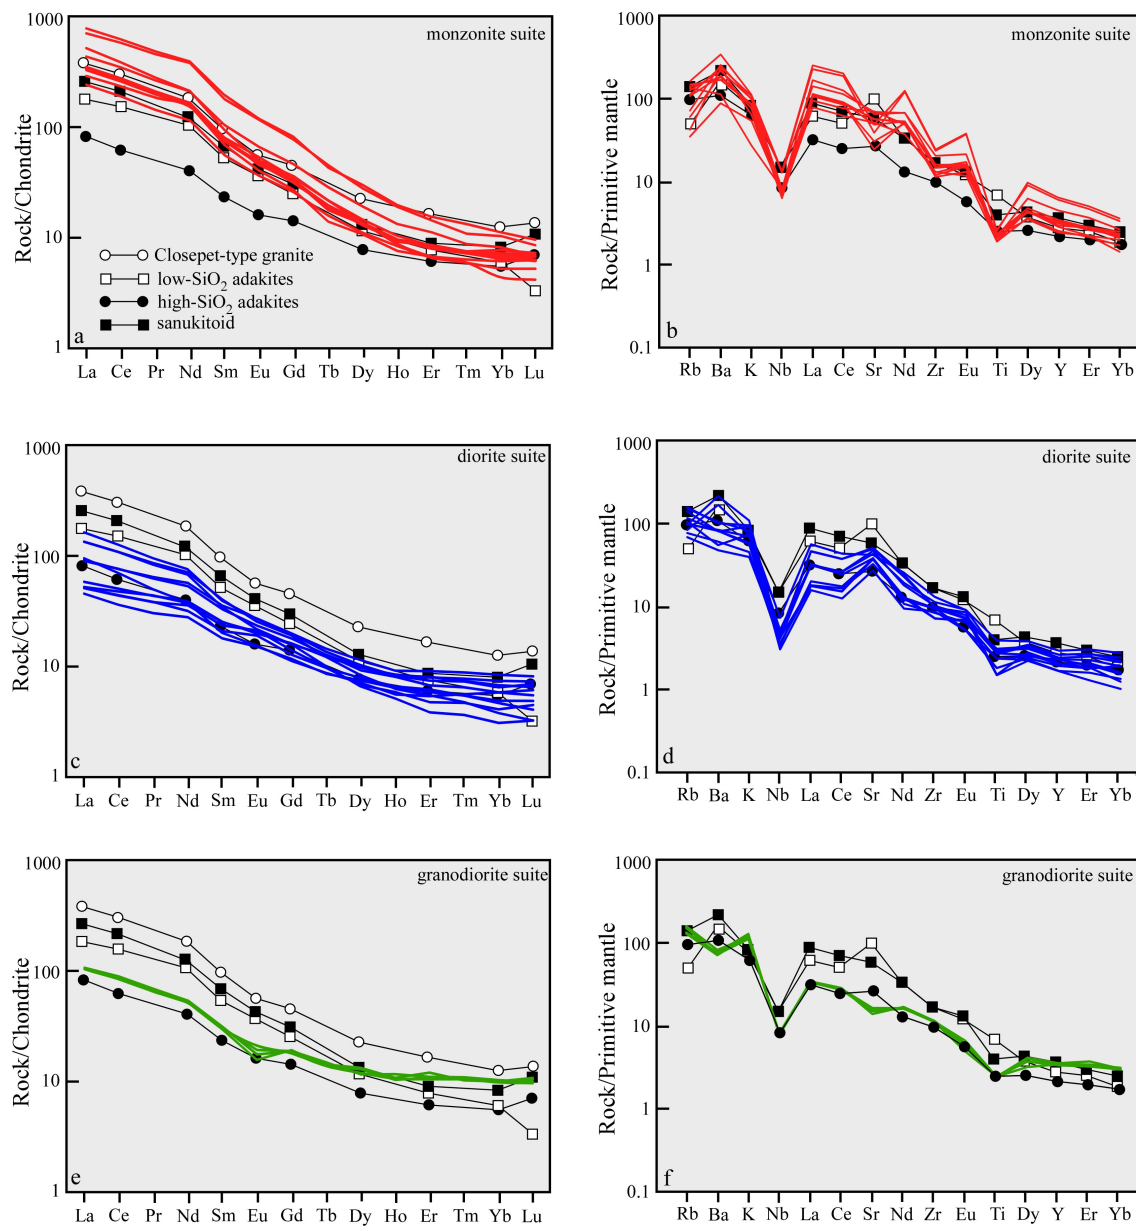 monzonite suite
1000
100
10
1
Rock/Chondrite
Closepet-type granite
low-SiO2 adakites
high-SiO2 adakites
sanukitoid
a
La Ce Pr Nd Sm Eu Gd Tb Dy Ho Er Tm Yb Lu
monzonite suite
1000
100
10
1
0.1
Rock/Primitive mantle
b
Rb Ba K Nb La Ce Sr Nd Zr Eu Ti Dy Y Er Yb
diorite suite
1000
100
10
1
Rock/Chondrite
c
La Ce Pr Nd Sm Eu Gd Tb Dy Ho Er Tm Yb Lu
diorite suite
1000
100
10
1
0.1
Rock/Primitive mantle
d
Rb Ba K Nb La Ce Sr Nd Zr Eu Ti Dy Y Er Yb
granodiorite suite
1000
100
10
1
Rock/Chondrite
e
La Ce Pr Nd Sm Eu Gd Tb Dy Ho Er Tm Yb Lu
granodiorite suite
1000
100
10
1
0.1
Rock/Primitive mantle
f
Rb Ba K Nb La Ce Sr Nd Zr Eu Ti Dy Y Er Yb